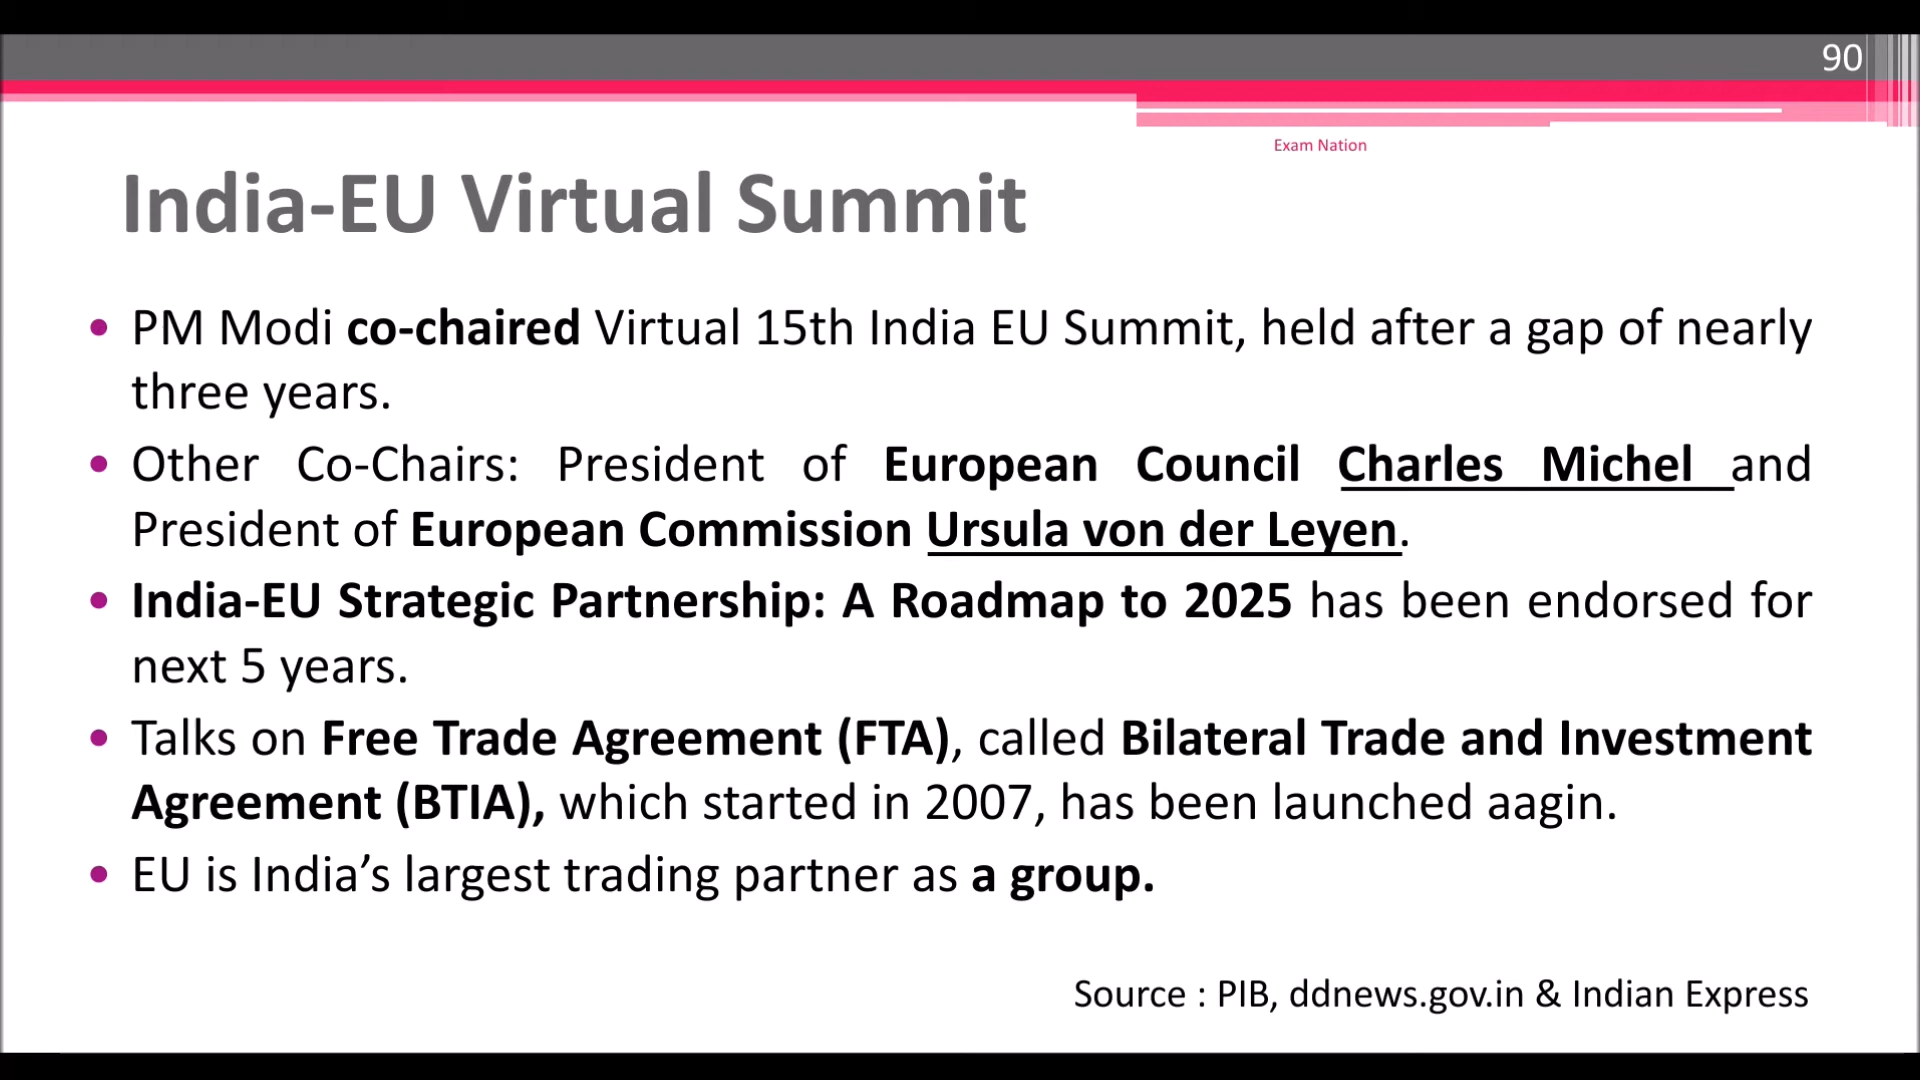 90
Exam Nation
India-EU Virtual Summit
• PM Modi co-chaired Virtual 15th India EU Summit, held after a gap of nearly
three years.
• Other Co-Chairs: President of European Council Charles Michel and
President of European Commission Ursula von der Leyen.
• India-EU Strategic Partnership: A Roadmap to 2025 has been endorsed for
next 5 years.
• Talks on Free Trade Agreement (FTA), called Bilateral Trade and Investment
Agreement (BTIA), which started in 2007, has been launched aagin.
• EU is India’s largest trading partner as a group.
Source : PIB, ddnews.gov.in & Indian Express